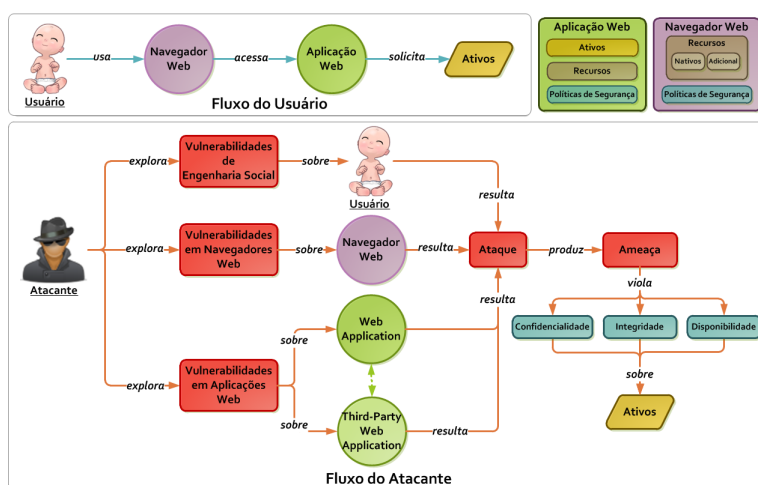 usa
Navegador
Web
acessa
Aplicação
Web
solicita
Ativos
Usuário
Fluxo do Usuário
Aplicação Web
Ativos
Recursos
Políticas de Segurança
Navegador Web
Recursos
Nativos
Adicional
Políticas de Segurança
explora
Vulnerabilidades
de
Engenharia Social
sobre
Usuário
resulta
Atacante
explora
Vulnerabilidades
em Navegadores
Web
sobre
Navegador
Web
resulta
Ataque
produz
Ameaça
viola
Confidencialidade
Integridade
Disponibilidade
sobre
Ativos
explora
Vulnerabilidades
em Aplicações
Web
sobre
Web
Application
resulta
sobre
Third-Party
Web
Application
resulta
Fluxo do Atacante